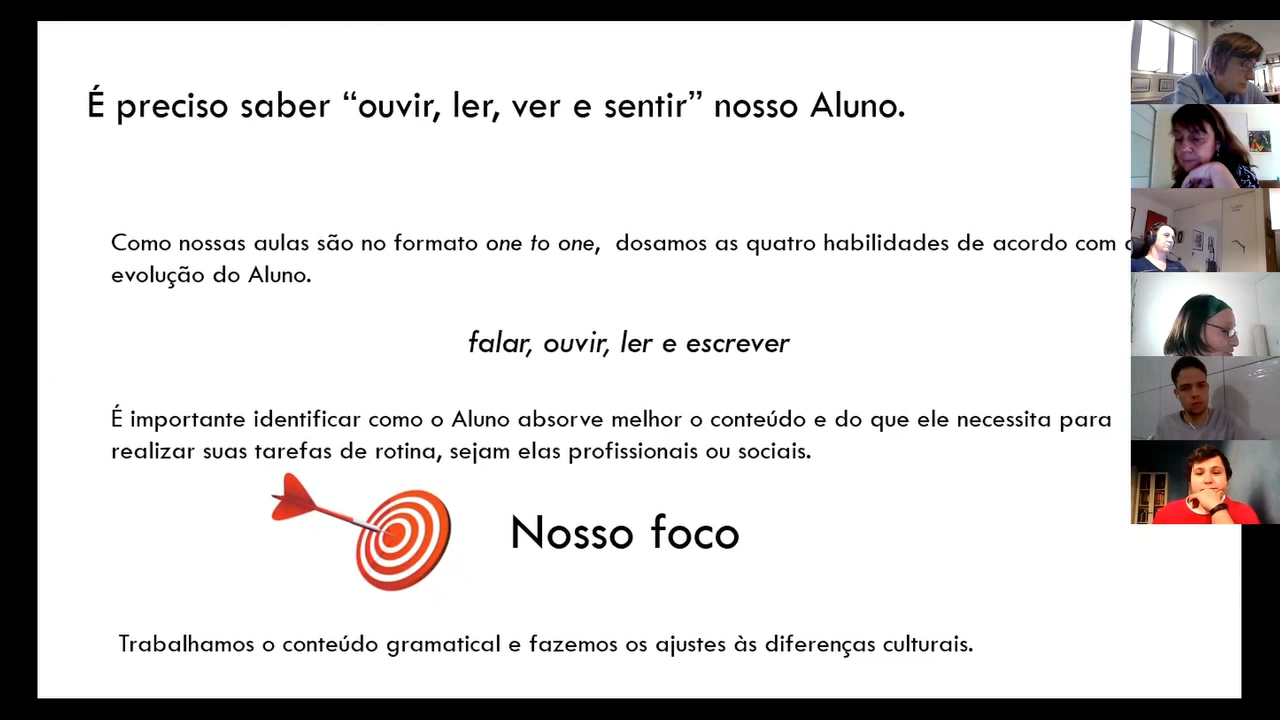 É preciso saber “ouvir, ler, ver e sentir” nosso Aluno.
Como nossas aulas são no formato one to one, dosamos as quatro habilidades de acordo com
evolução do Aluno.
falar, ouvir, ler e escrever
É importante identificar como o Aluno absorve melhor o conteúdo e do que ele necessita para
realizar suas tarefas de rotina, sejam elas profissionais ou sociais.
Nosso foco
Trabalhamos o conteúdo gramatical e fazemos os ajustes às diferenças culturais.